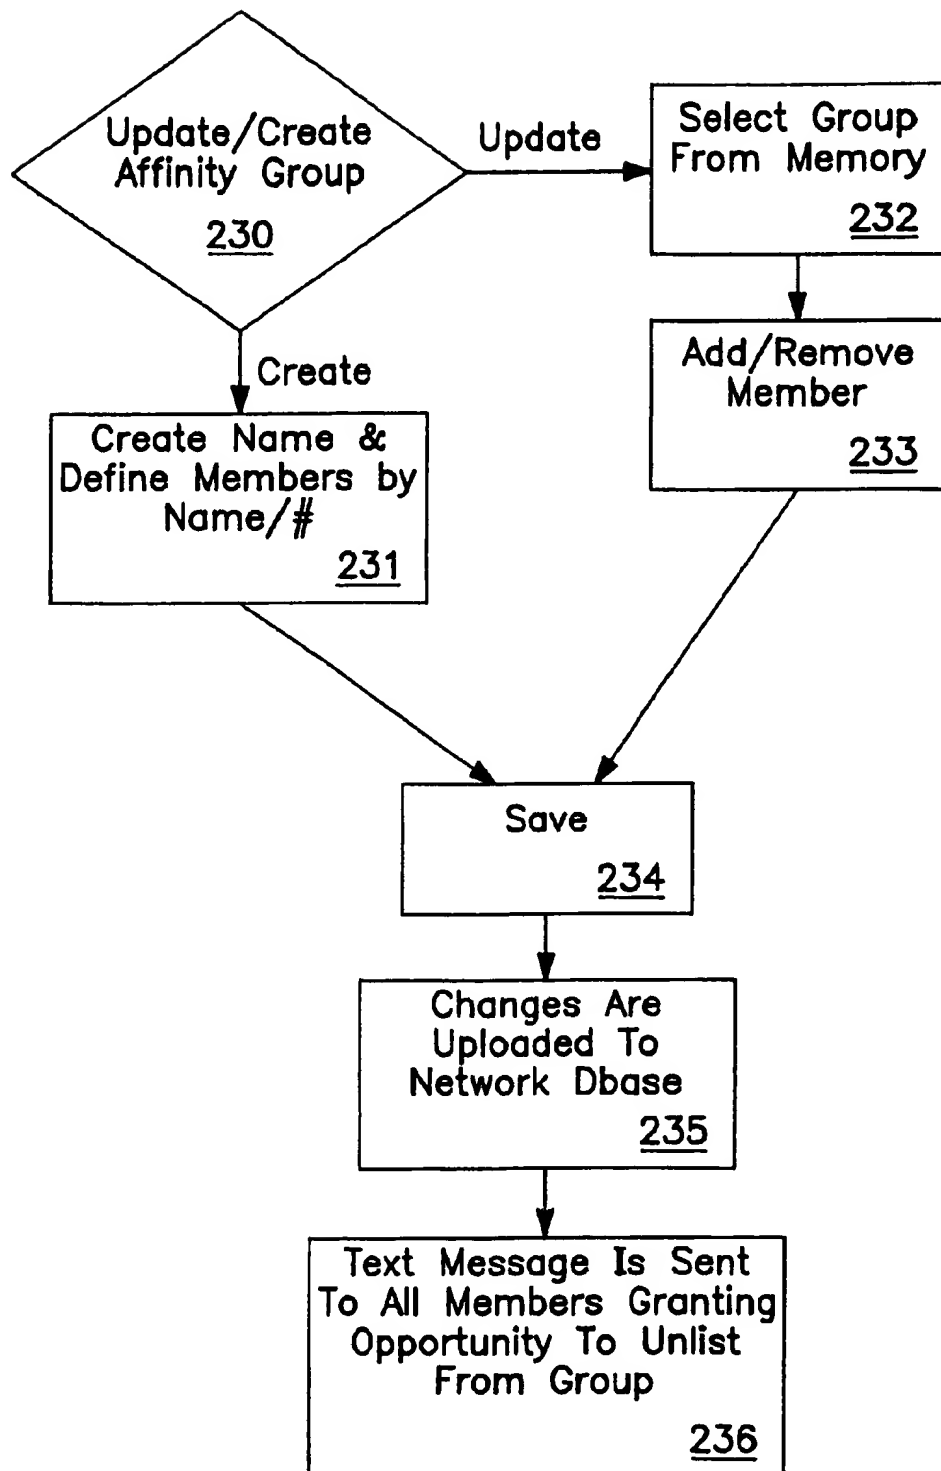 Update/Create
Affinity Group
230
Update
Select Group
From Memory
232
Add/Remove
Member
233
Create
Create Name &
Define Members by
Name/#
231
Save
234
Changes Are
Uploaded To
Network Dbase
235
Text Message Is Sent
To All Members Granting
Opportunity To Unlist
From Group
236